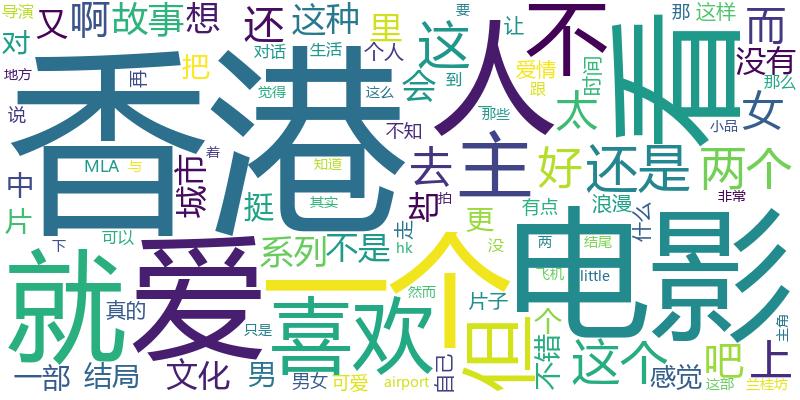 导演
又
啊
故事
想
还
这种
里
这
人
不
看
那
这样
而
对
地方
说
再
把
对话
生活
个人
要
让
到
爱情
跟
时间
没有
那么
香港
觉得
这么
会
那些
太
小品
女
中
片
MLA
与
城市
着
知道
不知
去
主
好
还是
两个
挺
其实
却
拍
更
有点
浪漫
什么
非常
下
可以
系列
不是
走
hk
没
两
结尾
就
爱
一个
电影
真的
只是
喜欢
然而
但
片子
飞机
little
一个
不错
这个
吧
上
主角
一部
结局
文化
男
男女
可爱
airport
自己
感觉
这部
兰桂坊